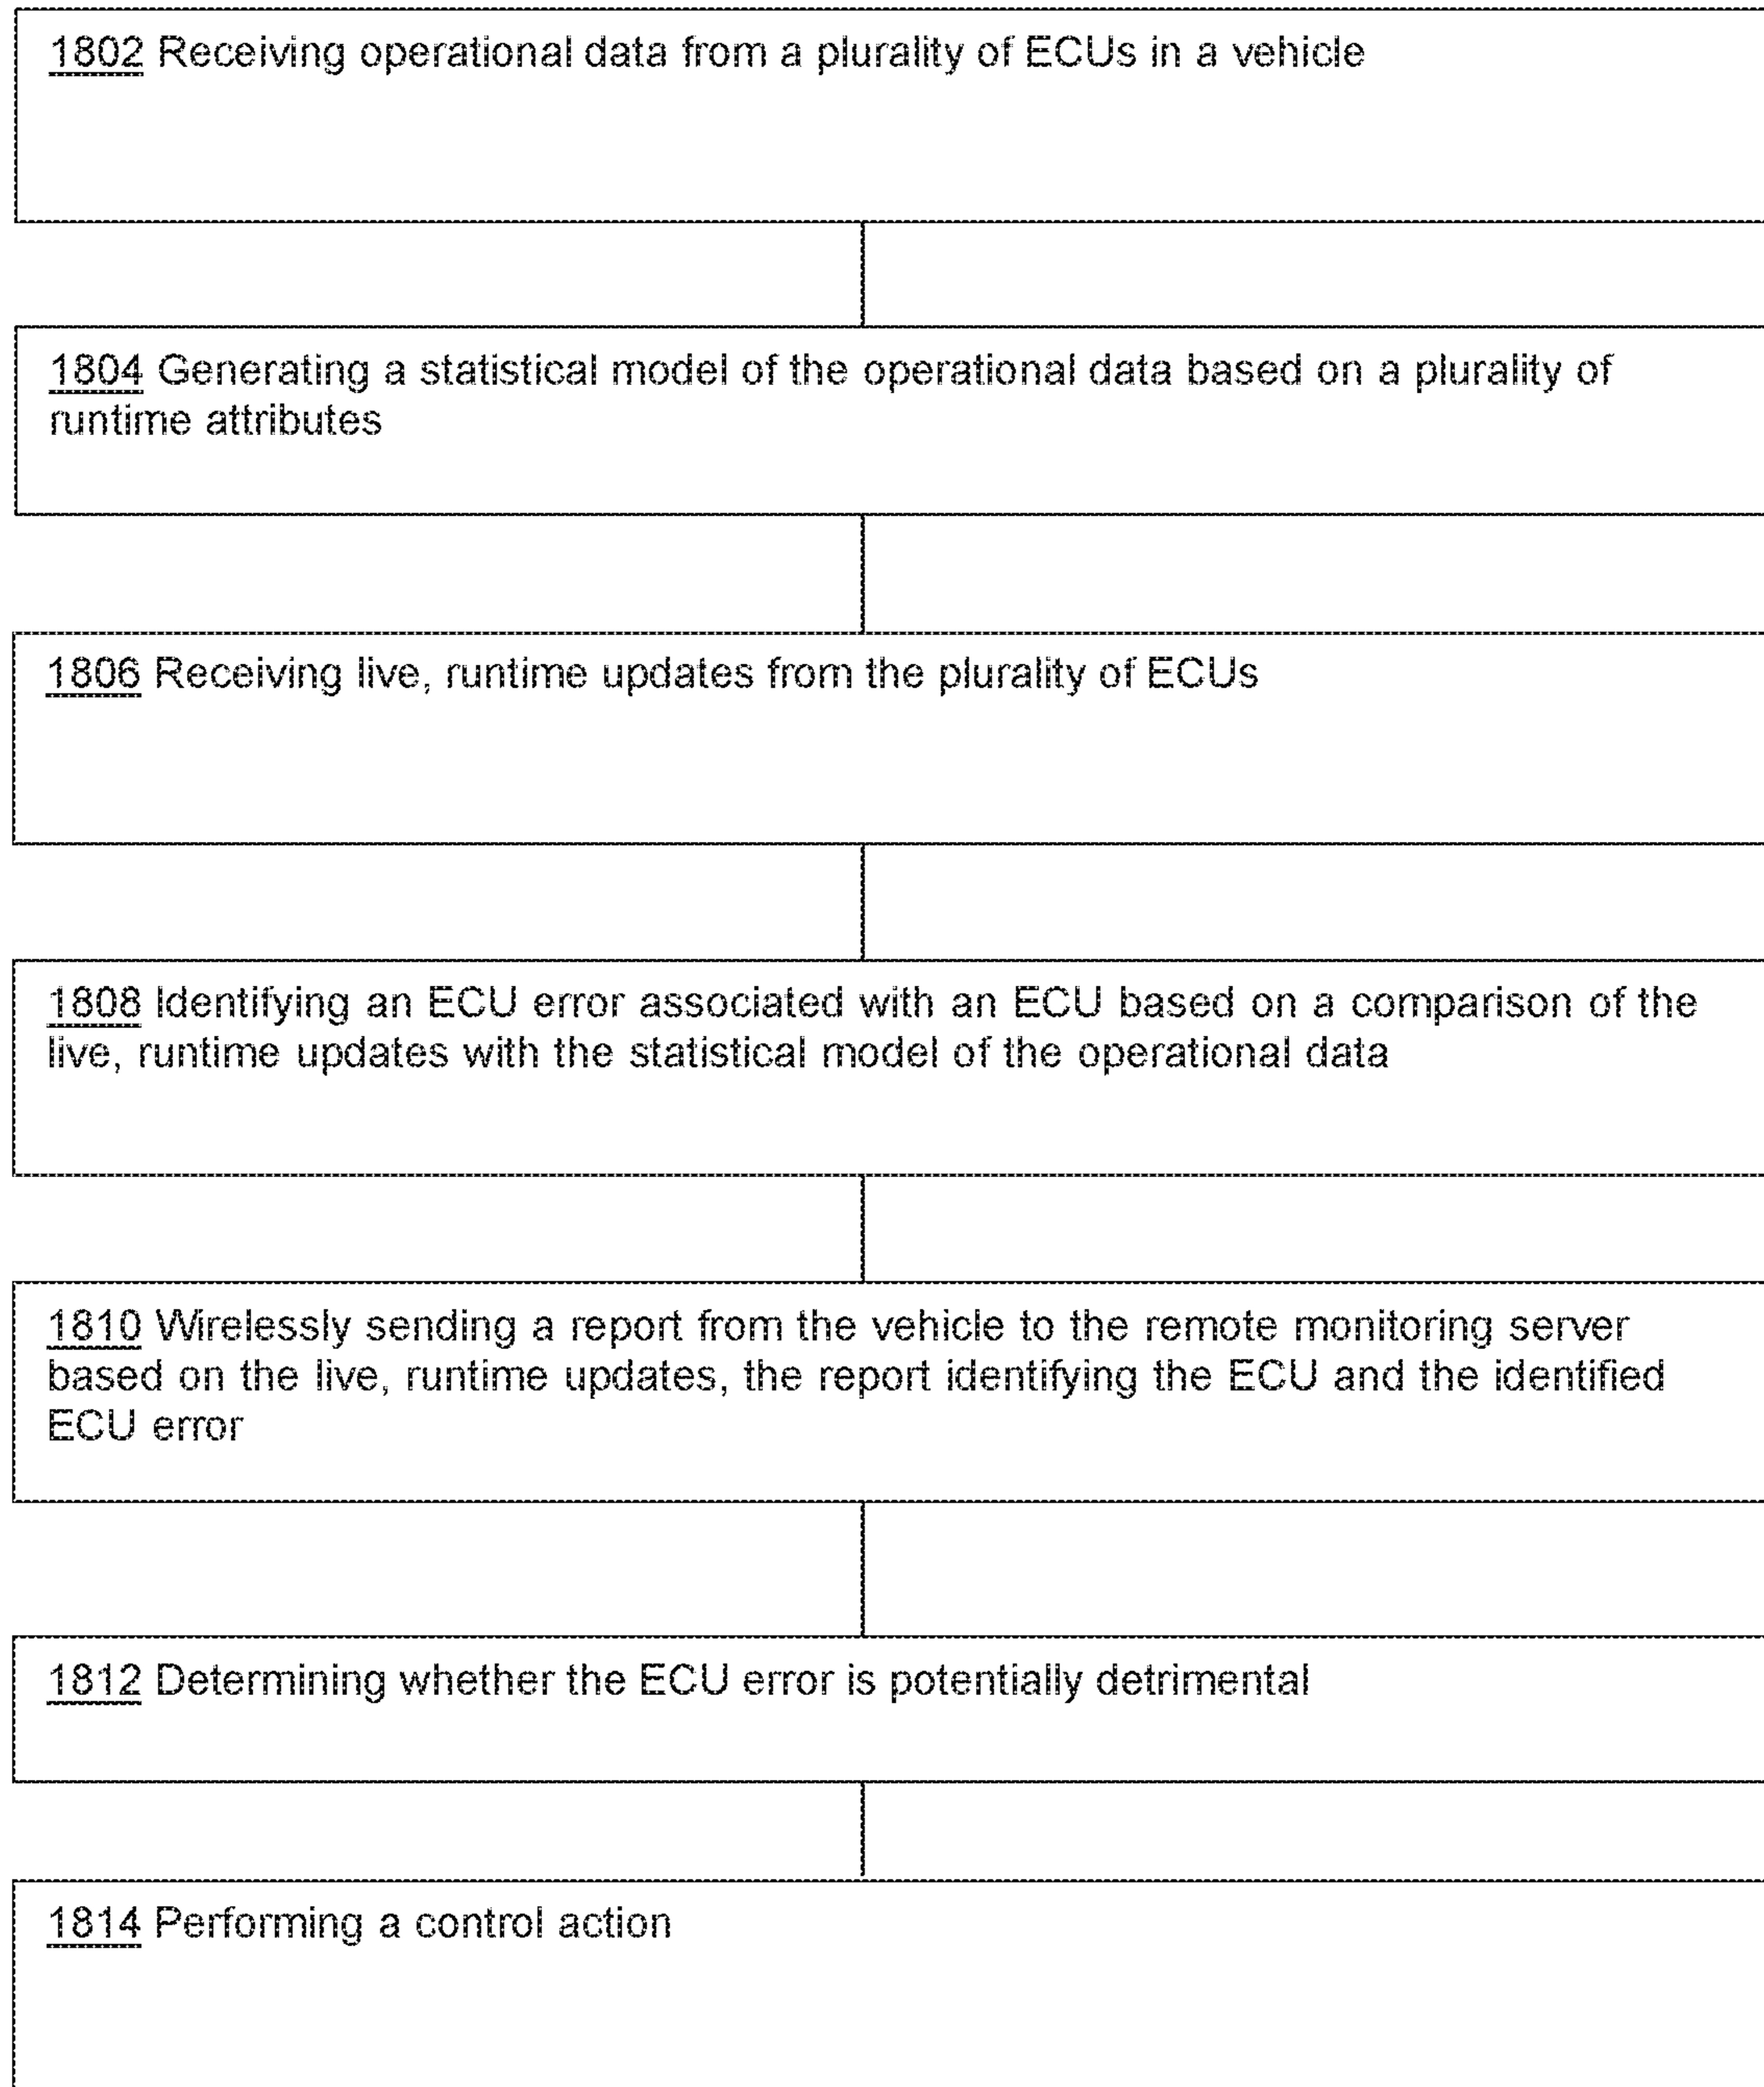 1802 Receiving operational data from a plurality of ECUs in a vehicle
1804 Generating a statistical model of the operational data based on a plurality of
runtime attributes
1806 Receiving live, runtime updates from the plurality of ECUs
1808 Identifying an ECU error associated with an ECU based on a comparison of the
live, runtime updates with the statistical model of the operational data
1810 Wirelessly sending a report from the vehicle to the remote monitoring server
based on the live, runtime updates, the report identifying the ECU and the identified
ECU error
1812 Determining whether the ECU error is potentially detrimental
1814 Performing a control action